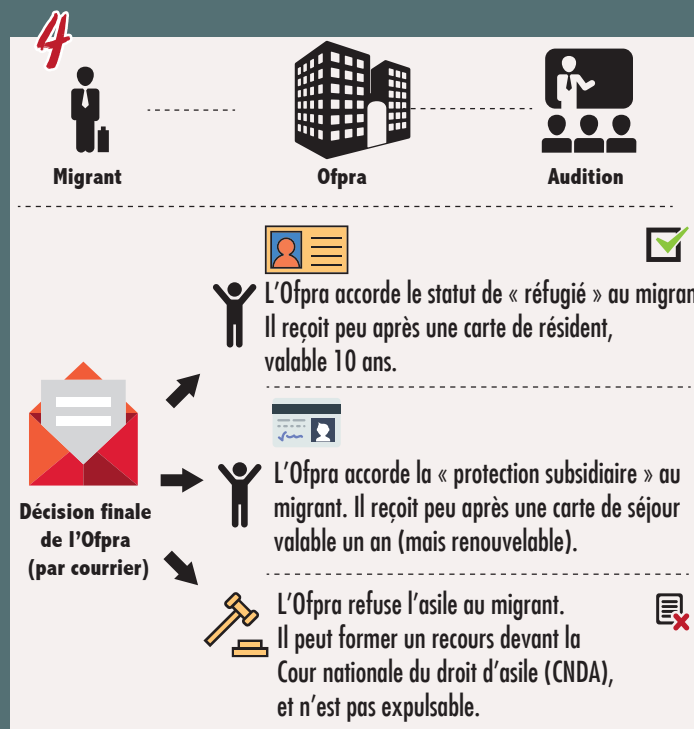 4
Migrant
Ofpra
Audition
L’Ofpra accorde le statut de « réfugié » au migran
Il reçoit peu après une carte de résident,
valable 10 ans.
Décision finale
de l’Ofpra
(par courrier)
L’Ofpra accorde la « protection subsidiaire » au
migrant. Il reçoit peu après une carte de séjour
valable un an (mais renouvelable).
L’Ofpra refuse l’asile au migrant.
Il peut former un recours devant la
Cour nationale du droit d’asile (CNDA),
et n’est pas expulsable.